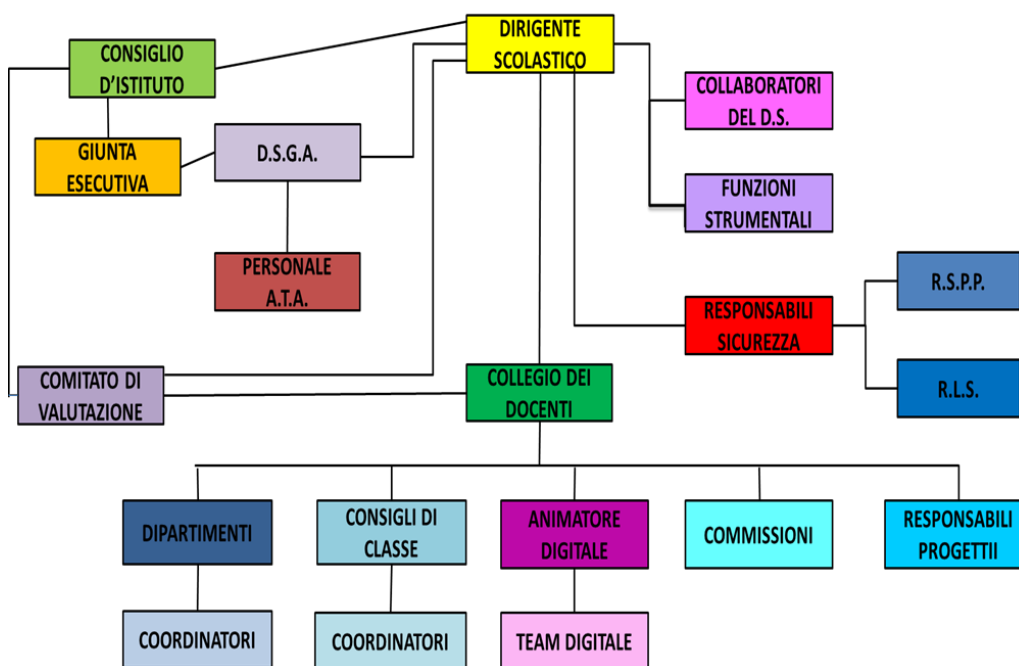 DIRIGENTE
SCOLASTICO
CONSIGLIO
D'ISTITUTO
COLLABORATORI
DEL D.S.
GIUNTA
ESECUTIVA
D.S.G.A.
FUNZIONI
STRUMENTALI
PERSONALE
A.T.A.
R.S.P.P.
RESPONSABILI
SICUREZZA
COMITATO DI
VALUTAZIONE
COLLEGIO DEI
DOCENTI
R.L.S.
DIPARTIMENTI
CONSIGLI DI
CLASSE
ANIMATORE
DIGITALE
COMMISSIONI
RESPONSABILI
PROGETTII
COORDINATORI
COORDINATORI
TEAM DIGITALE